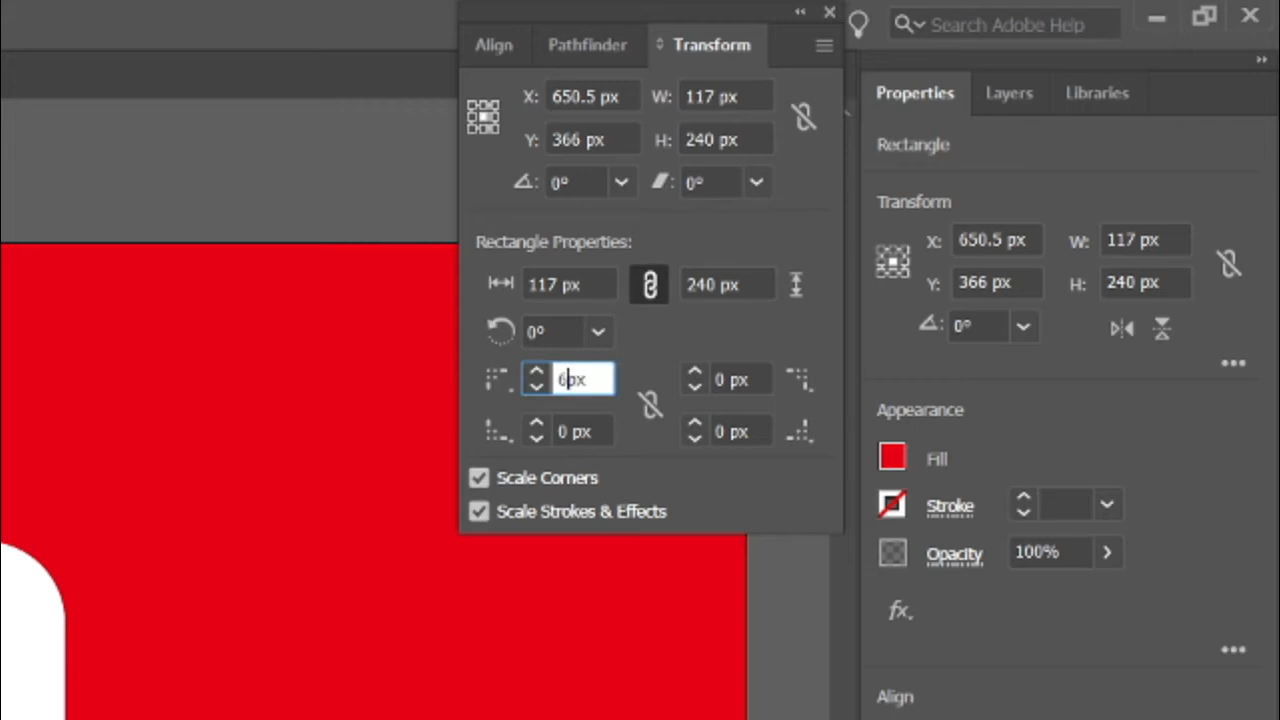 Search Adobe Help
Align Pathfinder Transform
X: 650.5 px W: 117 px
Y: 366 px H: 240 px
0° 0°
Rectangle Properties:
117 px 240 px
0°
6px 0 px
0 px 0 px
Scale Corners
Scale Strokes & Effects
Properties Layers Libraries
Rectangle
Transform
X: 650.5 px W: 117 px
Y: 366 px H: 240 px
0°
Appearance
Fill
Stroke
Opacity 100%
fx.
Align